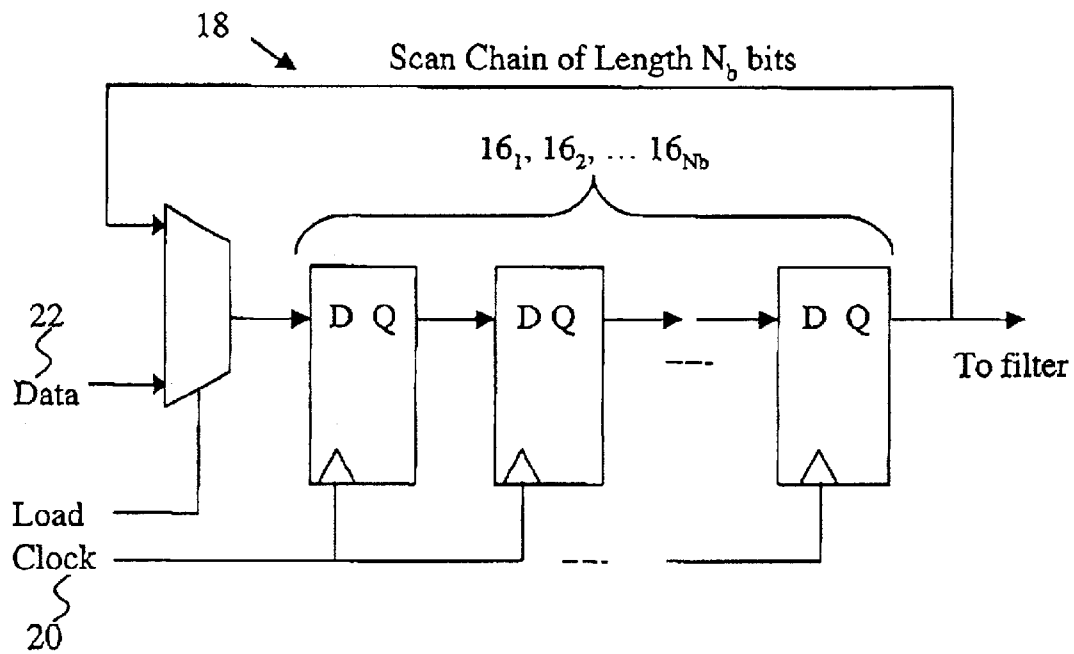 18
Scan Chain of Length N_b bits
16_1, 16_2, ... 16_Nb
22
D Q
D Q
D Q
To filter
Data
Load
Clock
20